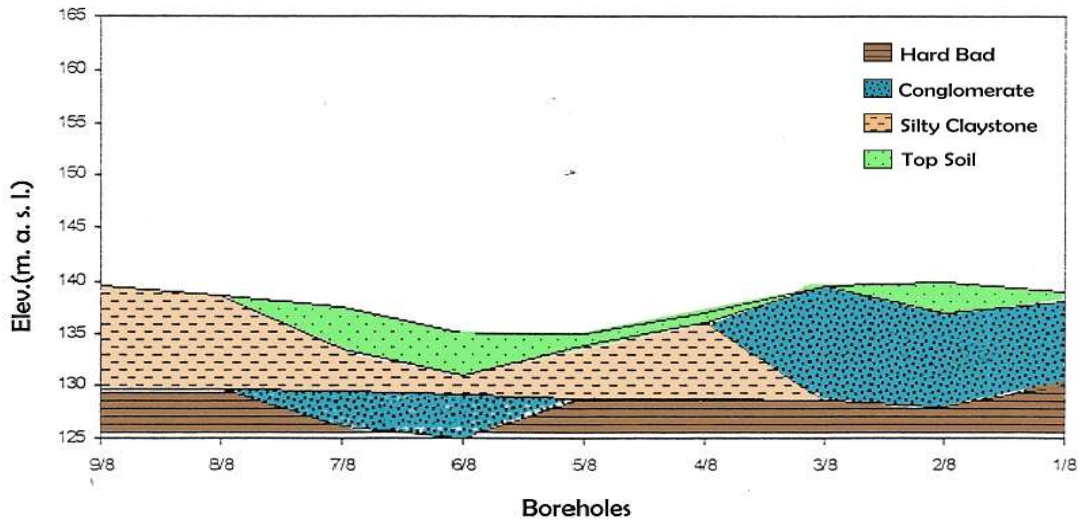 165
160
155
150
145
140
135
130
125
Elev.(m. a. s. l.)
Hard Bad
Conglomerate
Silty Claystone
Top Soil
9/8 8/8 7/8 6/8 5/8 4/8 3/8 2/8 1/8
Boreholes